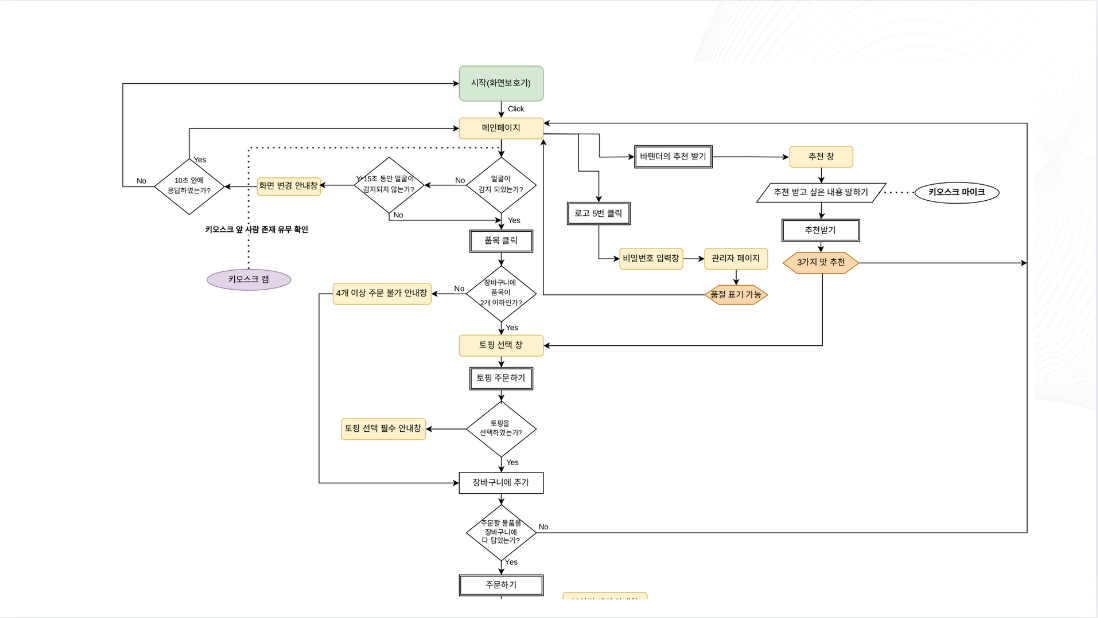 시작(화면보호기)
Click
메인페이지
바텐더의 추천 받기
추천 창
Yes
10초 안에
응답하였는가?
No
화면 변경 안내창
15초 동안 얼굴이
감지되지 않는가?
No
No
얼굴이
감지 되었는가?
Yes
추천 받고 싶은 내용 말하기
키오스크 마이크
로고 5번 클릭
추천받기
키오스크 앞 사람 존재 유무 확인
품목 클릭
비밀번호 입력창
관리자 페이지
3가지 맛 추천
키오스크 캠
4개 이상 주문 불가 안내창
No
장바구니에
품목이
2개 이하인가?
품절 표기 가능
Yes
토핑 선택 창
토핑 주문하기
토핑 선택 필수 안내창
토핑을
선택하였는가?
Yes
장바구니에 추가
주문할 물품을
장바구니에
다 담았는가?
No
Yes
주문하기